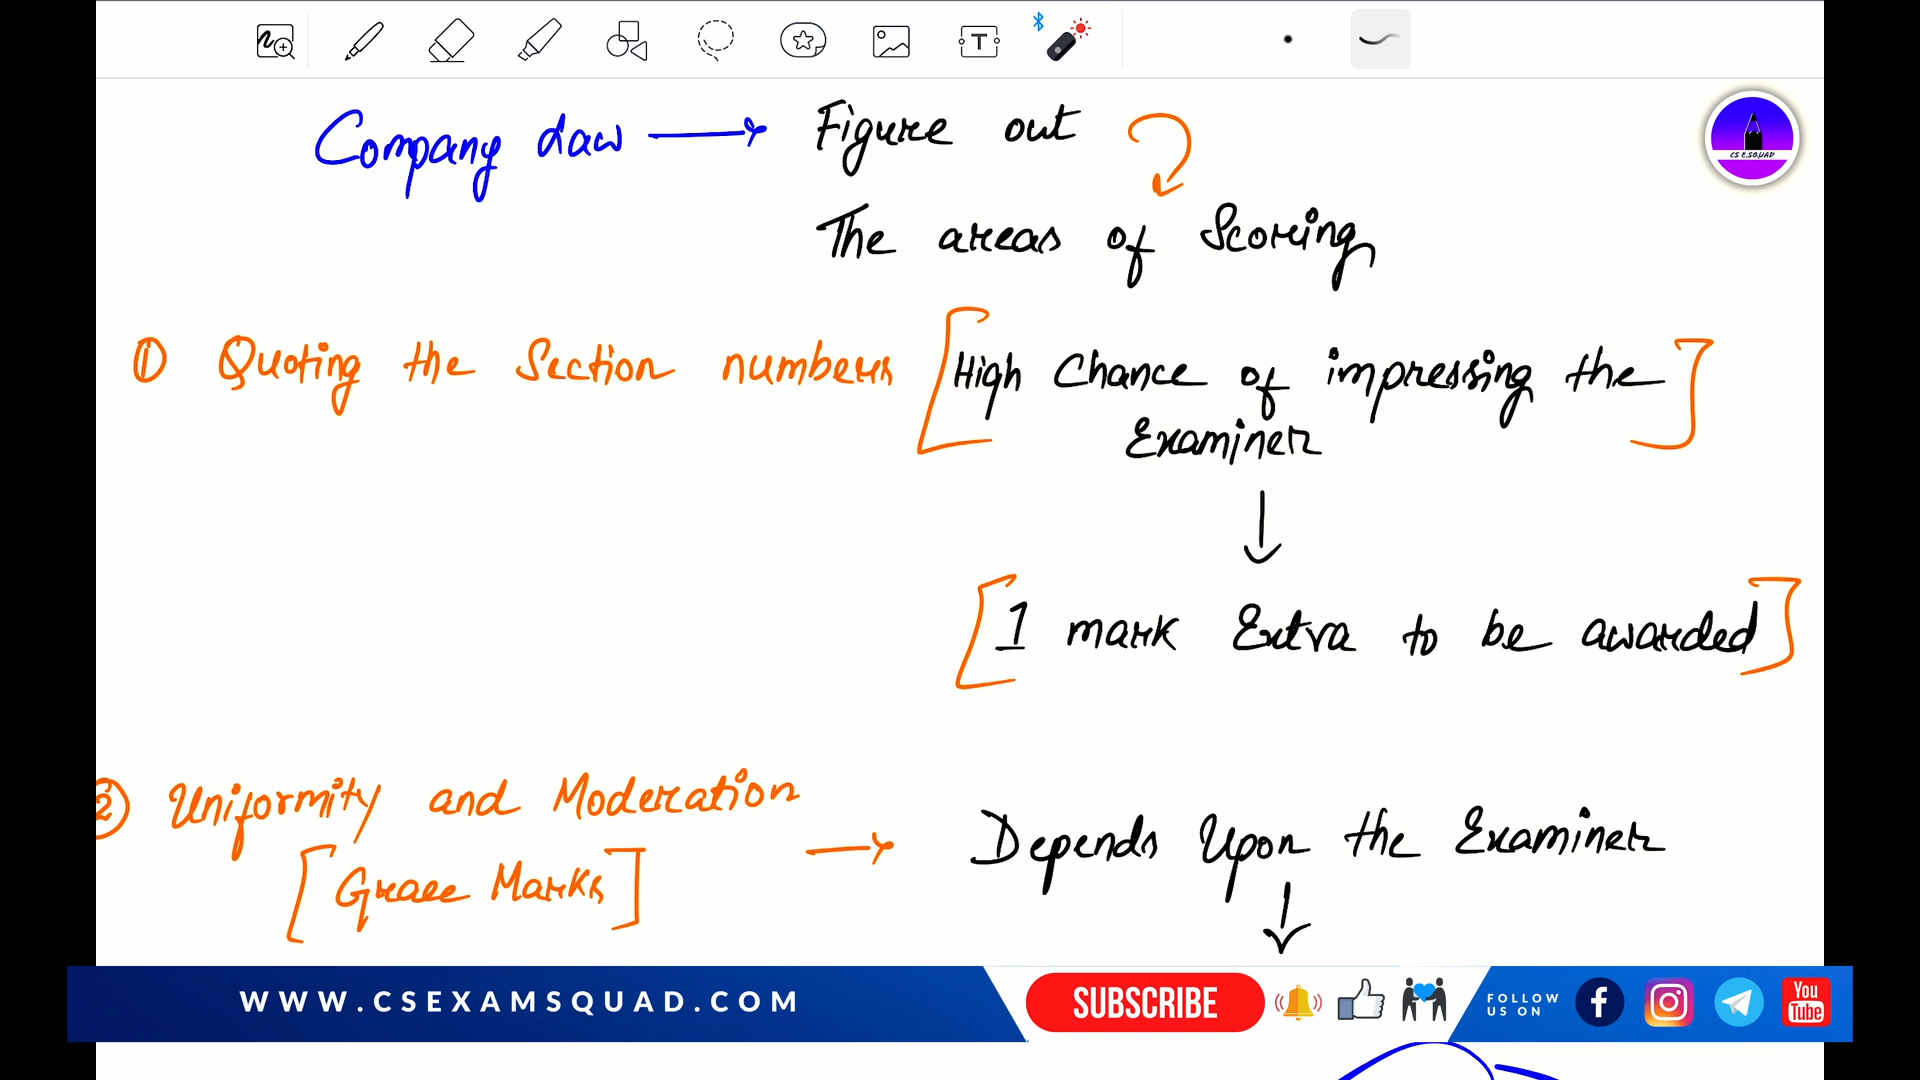 T
Company Law → Figure out
CS E.SQUAD
The areas of Scoring
① Quoting the Section numbers [High Chance of impressing the
Examiner]
↓
[1 mark Extra to be awarded]
② Uniformity and Moderation
[Grace Marks] → Depends Upon the Examiner
↓
WWW.CSEXAMSQUAD.COM
SUBSCRIBE
FOLLOW
US ON
f
You
Tube